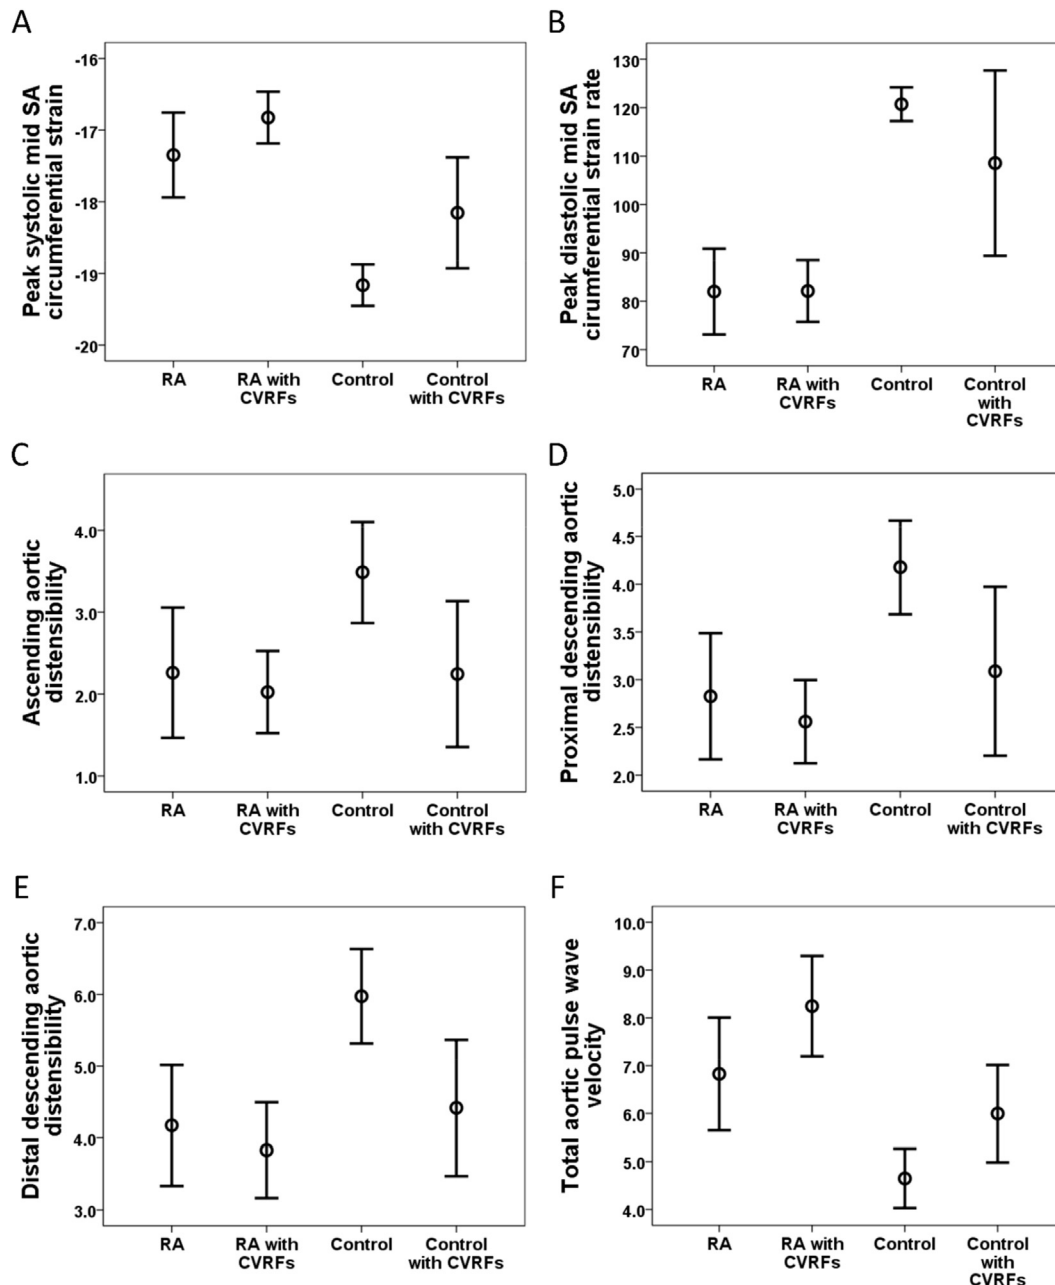 A
Peak systolic mid SA
circumferential strain
-16
-17
-18
-19
-20
RA
RA with
CVRFs
Control
Control
with CVRFs
B
Peak diastolic mid SA
cirumferential strain rate
130
120
110
100
90
80
70
RA
RA with
CVRFs
Control
Control
with
CVRFs
C
Ascending aortic
distensibility
4.0
3.0
2.0
1.0
RA
RA with
CVRFs
Control
Control
with CVRFs
D
Proximal descending aortic
distensibility
5.0
4.5
4.0
3.5
3.0
2.5
2.0
RA
RA with
CVRFs
Control
Control
with CVRFs
E
Distal descending aortic
distensibility
7.0
6.0
5.0
4.0
3.0
RA
RA with
CVRFs
Control
Control
with CVRFs
F
Total aortic pulse wave
velocity
10.0
9.0
8.0
7.0
6.0
5.0
4.0
RA
RA with
CVRFs
Control
Control
with
CVRFs